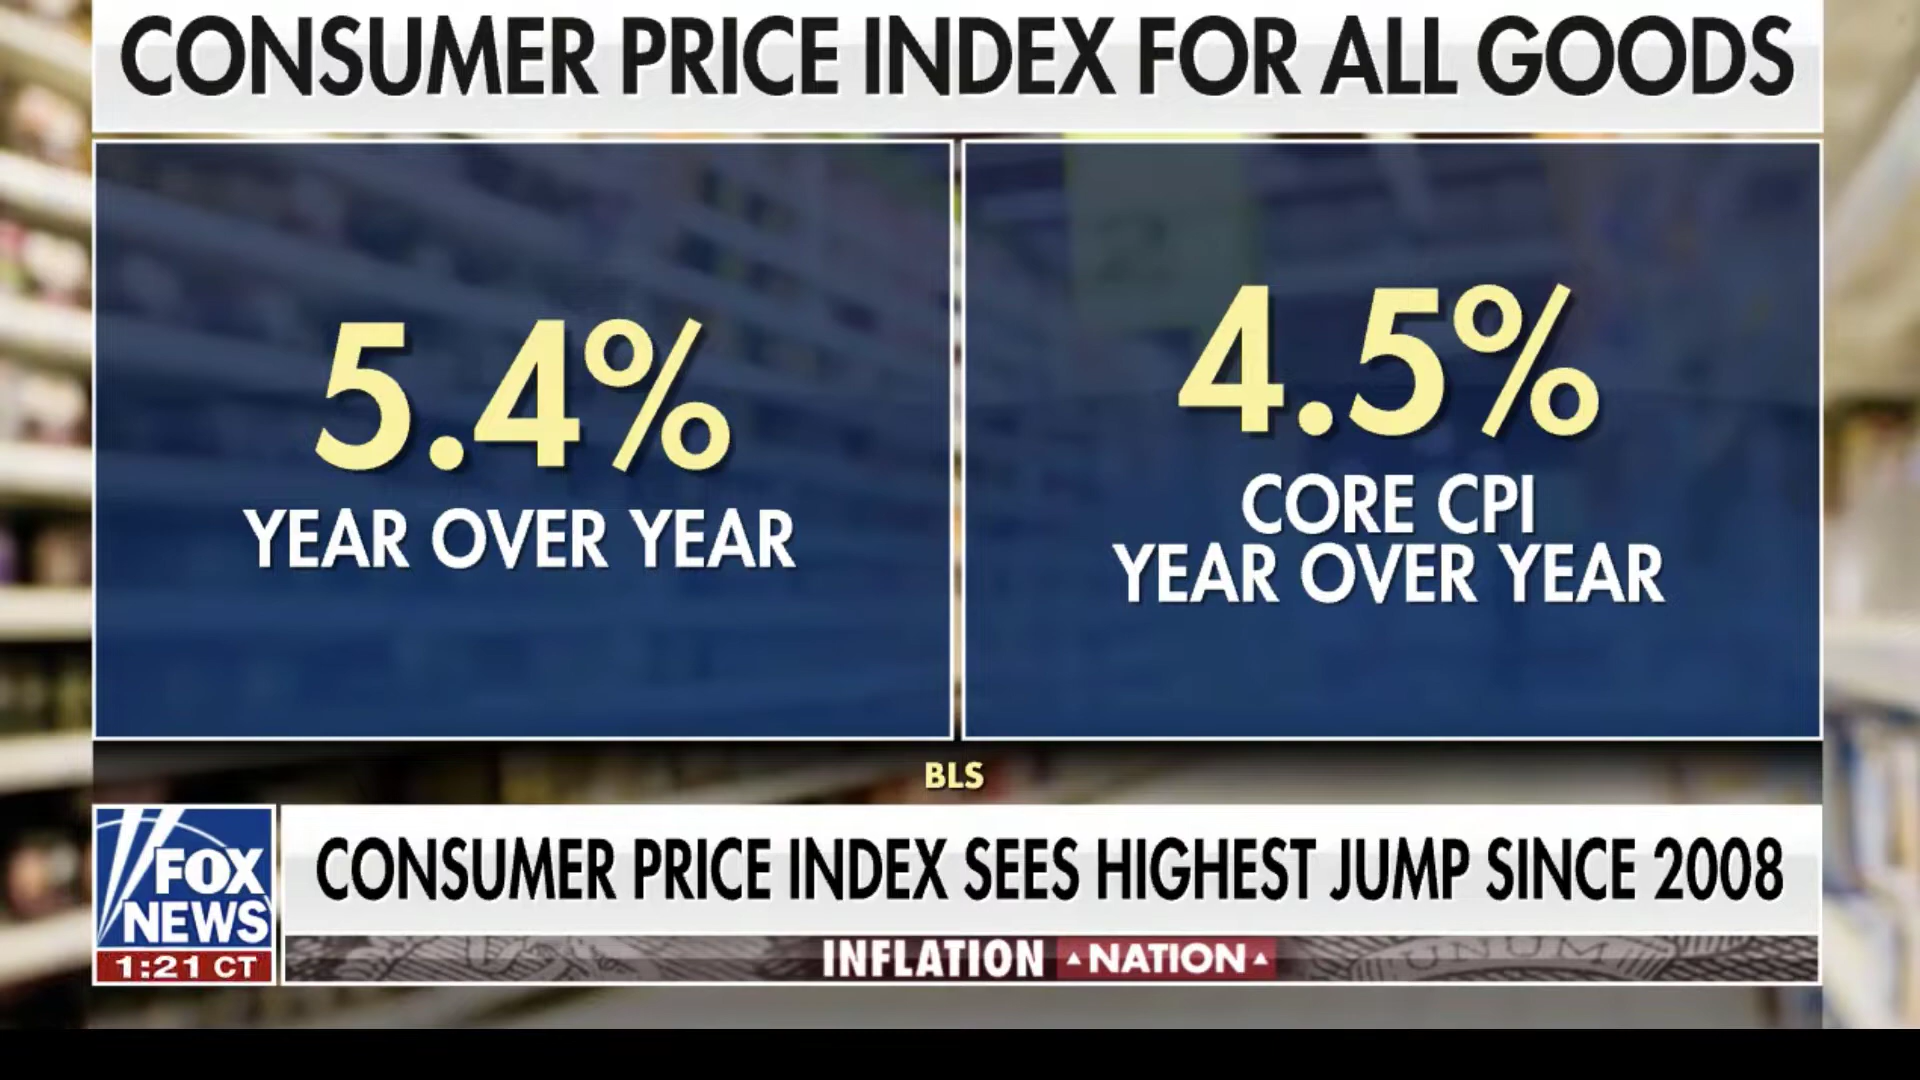 CONSUMER PRICE INDEX FOR ALL GOODS
5.4%
YEAR OVER YEAR
4.5%
CORE CPI
YEAR OVER YEAR
BLS
FOX
NEWS
1:21 CT
CONSUMER PRICE INDEX SEES HIGHEST JUMP SINCE 2008
INFLATION NATION
UNUM